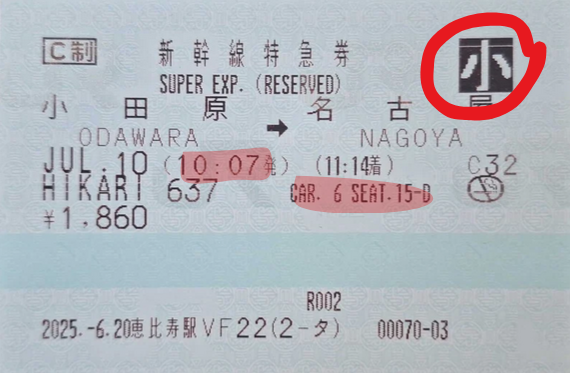 C制 新幹線特急券 小
SUPER EXP. (RESERVED)
小田原 ➡ 名古屋
ODAWARA NAGOYA
JUL.10 (10:07発) (11:14着) C32
HIKARI 637 CAR. 6 SEAT.15-D
¥1,860
R002
2025.-6.20恵比寿駅VF22(2-タ) 00070-03